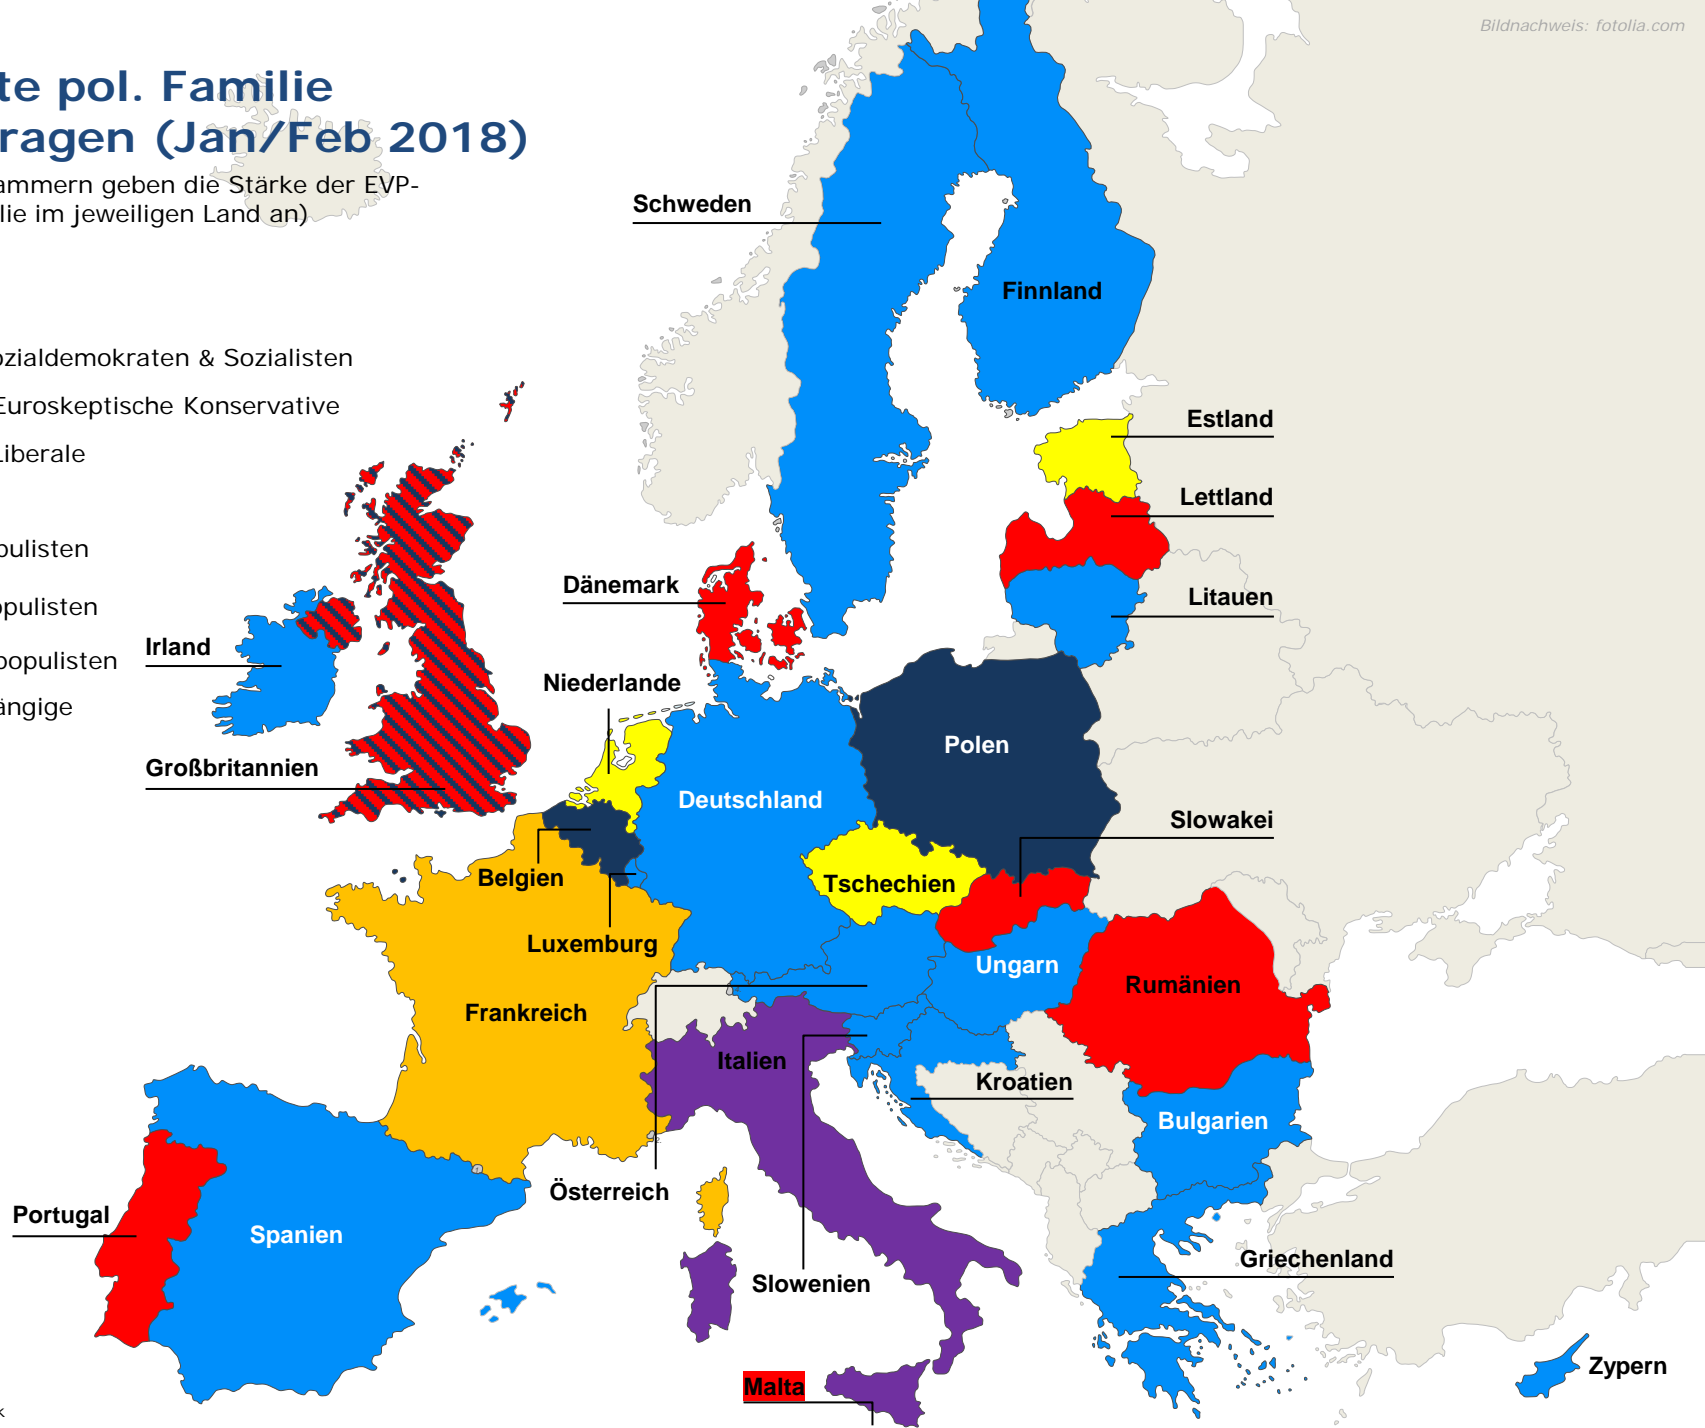 Bildnachweis: fotolia.com
te pol. Familie
ragen (Jan/Feb 2018)
ammern geben die Stärke der EVP-
lie im jeweiligen Land an)
Schweden
Finnland
ozialdemokraten & Sozialisten
Euroskeptische Konservative
Liberale
Estland
Lettland
pulisten
Dänemark
Litauen
opulisten
Irland
populisten
Niederlande
ängige
Polen
Großbritannien
Deutschland
Slowakei
Belgien
Tschechien
Luxemburg
Ungarn
Rumänien
Frankreich
Italien
Kroatien
Bulgarien
Österreich
Portugal
Spanien
Griechenland
Slowenien
Zypern
Malta
k